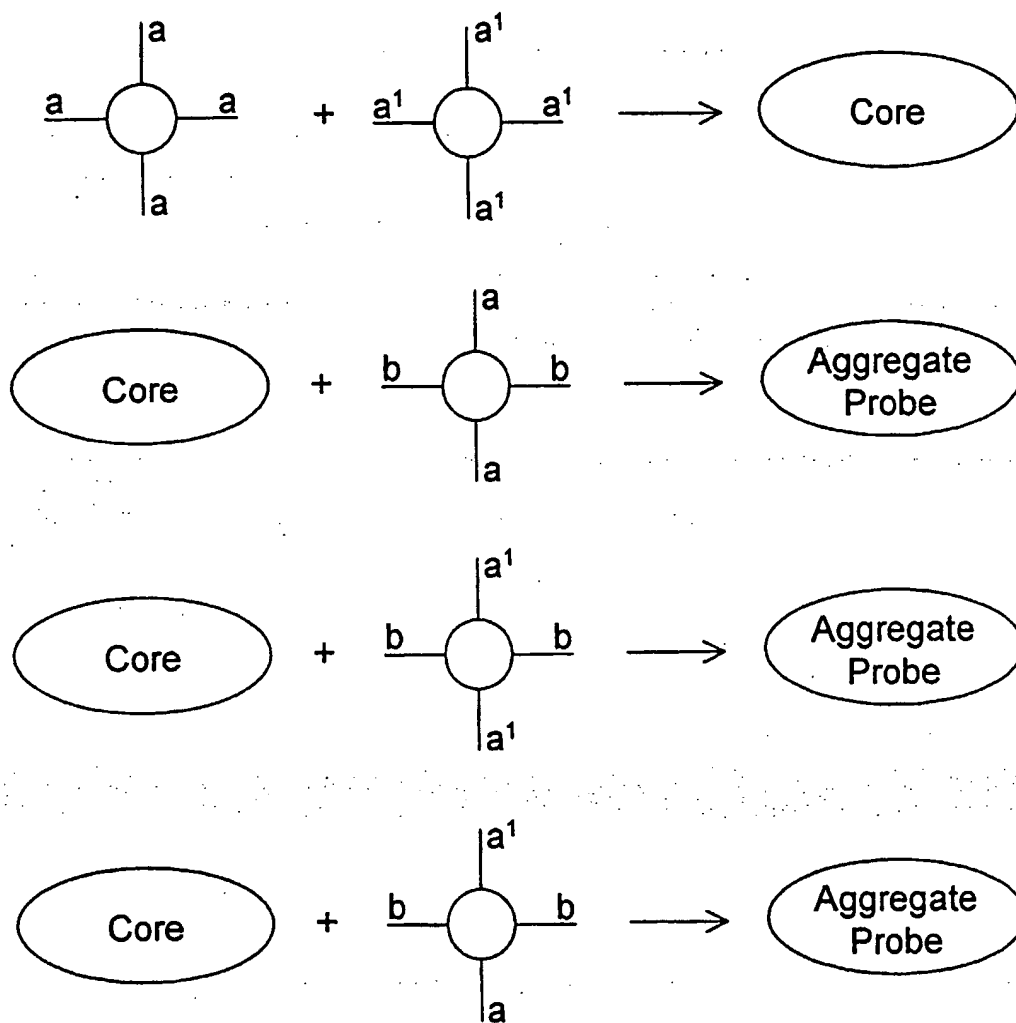 a a¹
a a + a¹ a¹ → Core
a a¹
a
Core + b b → Aggregate
Probe
a
a¹
Core + b b → Aggregate
Probe
a¹
a¹
Core + b b → Aggregate
Probe
a